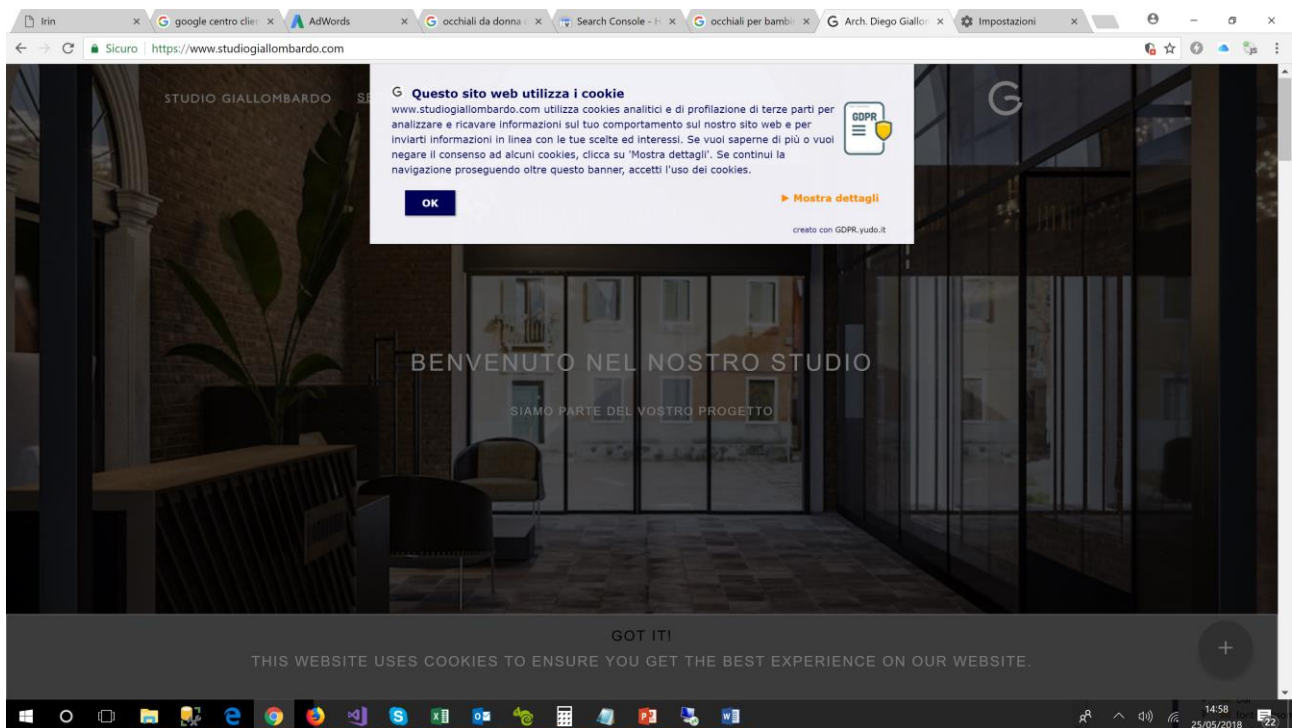 Irin
google centro clien
AdWords
occhiali da donna
Search Console - H
occhiali per bambin
Arch. Diego Giallon
Impostazioni
Sicuro https://www.studiogiallombardo.com
STUDIO GIALLOMBARDO
G
Questo sito web utilizza i cookie
www.studiogiallombardo.com utilizza cookies analitici e di profilazione di terze parti per
analizzare e ricavare informazioni sul tuo comportamento sul nostro sito web e per
inviarti informazioni in linea con le tue scelte ed interessi. Se vuoi saperne di più o vuoi
negare il consenso ad alcuni cookies, clicca su 'Mostra dettagli'. Se continui la
navigazione proseguendo oltre questo banner, accetti l'uso dei cookies.
GDPR
OK
► Mostra dettagli
creato con GDPR.yudo.it
BENVENUTO NEL NOSTRO STUDIO
SIAMO PARTE DEL VOSTRO PROGETTO
GOT IT!
THIS WEBSITE USES COOKIES TO ENSURE YOU GET THE BEST EXPERIENCE ON OUR WEBSITE.
14:58
25/05/2018
22